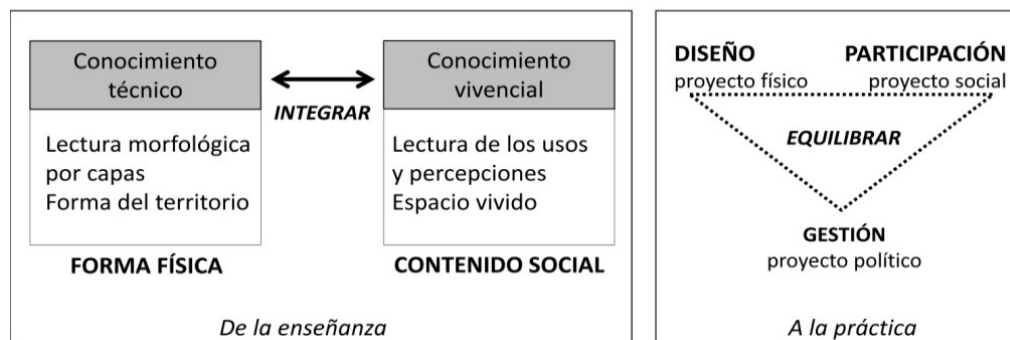 Conocimiento
técnico
INTEGRAR
Conocimiento
vivencial
Lectura morfológica
por capas
Forma del territorio
Lectura de los usos
y percepciones
Espacio vivido
FORMA FÍSICA
CONTENIDO SOCIAL
De la enseñanza
DISEÑO
proyecto físico
PARTICIPACIÓN
proyecto social
EQUILIBRAR
GESTIÓN
proyecto político
A la práctica